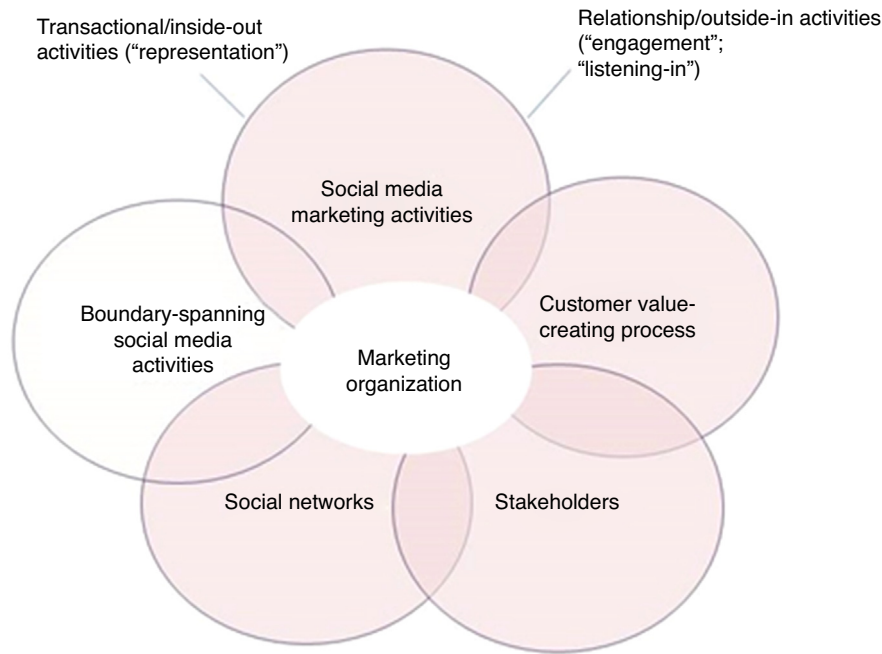 Transactional/inside-out
activities (“representation”)
Relationship/outside-in activities
(“engagement”;
“listening-in”)
Social media
marketing activities
Boundary-spanning
social media
activities
Customer value-
creating process
Marketing
organization
Social networks
Stakeholders